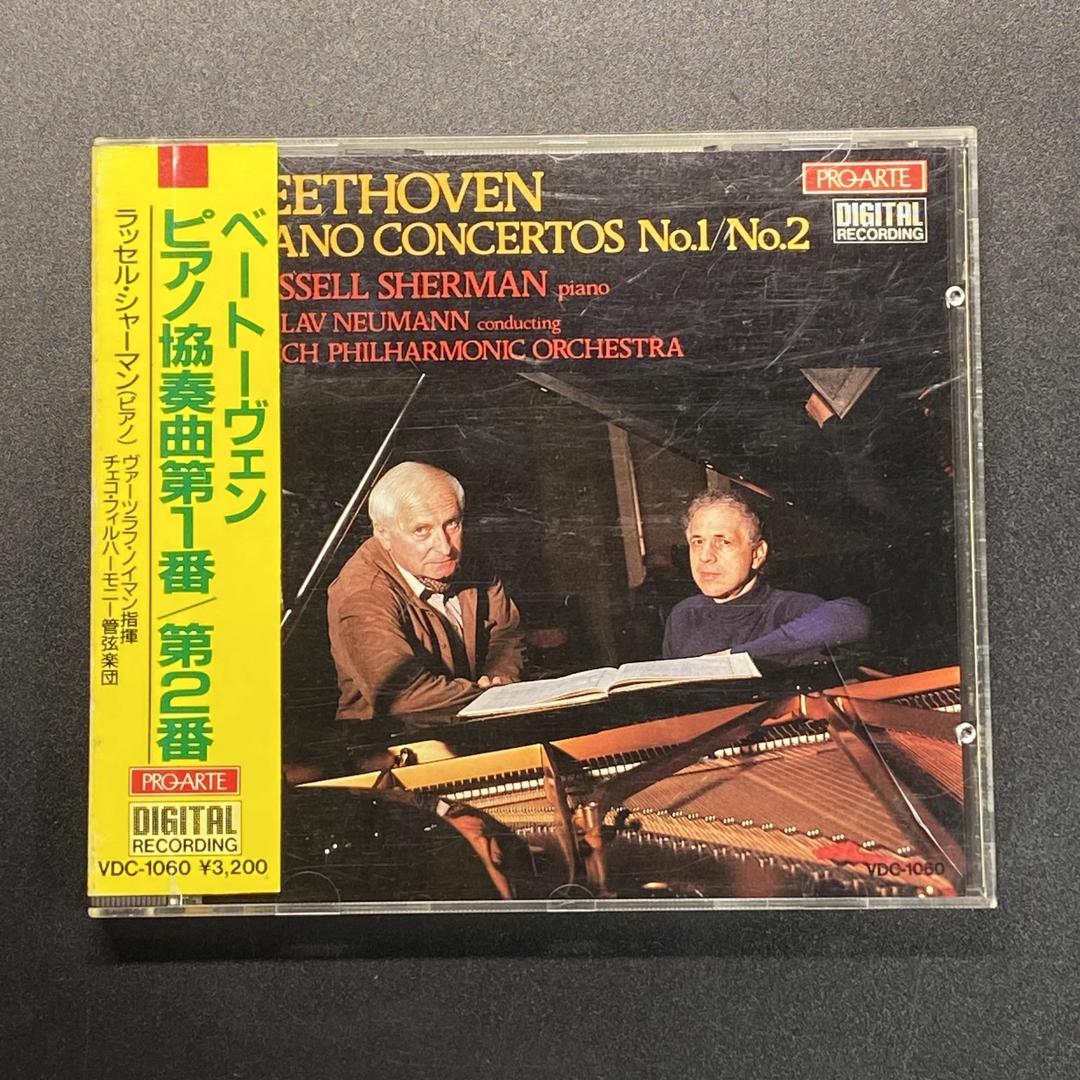 ベートーヴェン
ピアノ協奏曲第1番/第2番
ラッセル・シャーマン(ピアノ)
ヴァーツラフ・ノイマン指揮
チェコ・フィルハーモニー管弦楽団
PRO-ARTE
DIGITAL
RECORDING
VDC-1060 ¥3,200
EETHOVEN
ANO CONCERTOS No.1/No.2
SSELL SHERMAN piano
LAV NEUMANN conducting
CH PHILHARMONIC ORCHESTRA
PRO-ARTE
DIGITAL
RECORDING
VDC-1060